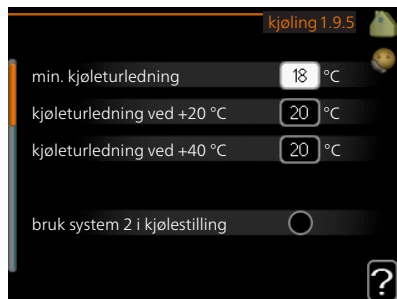 kjøling 1.9.5
min. kjøleturledning 18 °C
kjøleturledning ved +20 °C 20 °C
kjøleturledning ved +40 °C 20 °C
bruk system 2 i kjølestilling
?